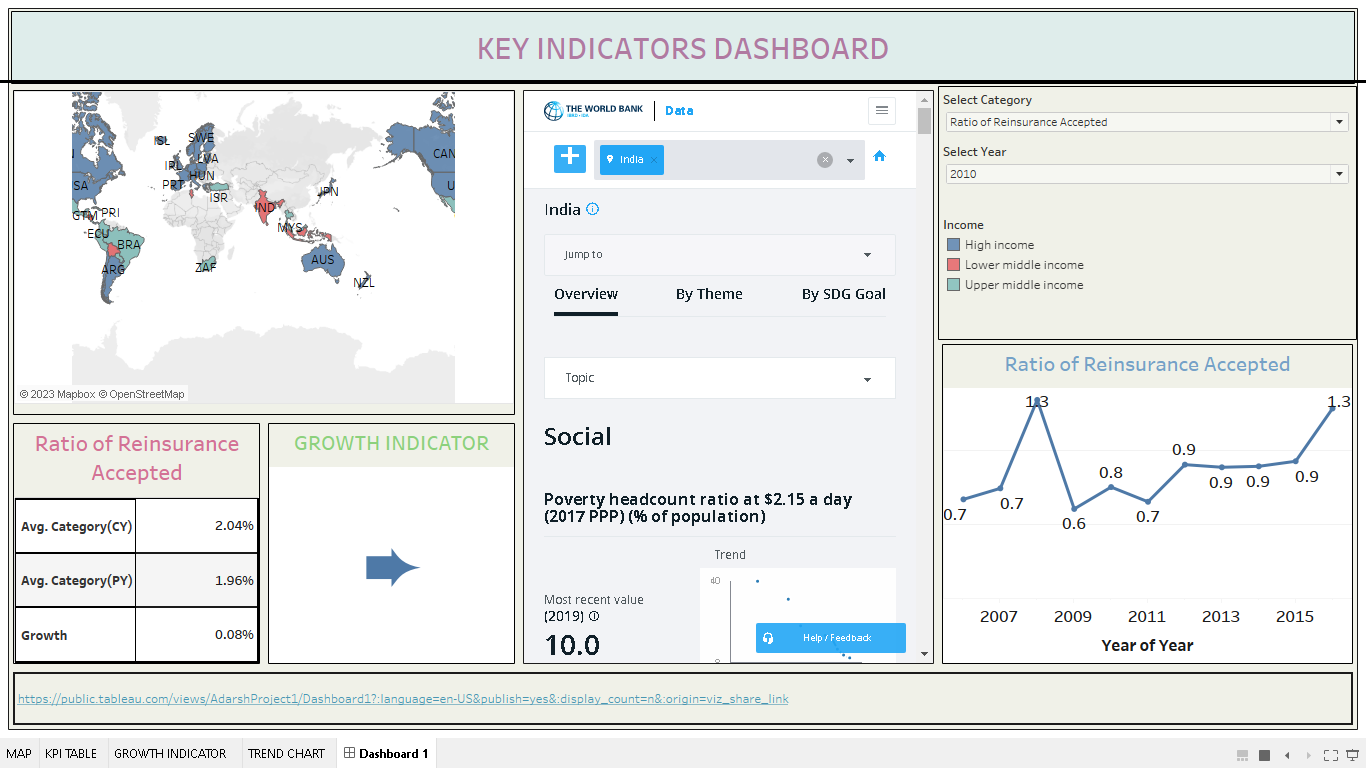 KEY INDICATORS DASHBOARD
ISL
SWE
LVA
IRL
HUN
PRT
ISR
JPN
CAN
SA
U
GTM
PRI
IND
MYS
ECU
BRA
ARG
ZAF
AUS
NZL
© 2023 Mapbox © OpenStreetMap
THE WORLD BANK
IBRD • IDA
Data
India ×
India
Jump to
Overview By Theme By SDG Goal
Topic
Social
Poverty headcount ratio at $2.15 a day
(2017 PPP) (% of population)
Trend
40
Most recent value
(2019)
10.0
Help / Feedback
Select Category
Ratio of Reinsurance Accepted
Select Year
2010
Income
High income
Lower middle income
Upper middle income
Ratio of Reinsurance
Accepted
Avg. Category(CY) 2.04%
Avg. Category(PY) 1.96%
Growth 0.08%
GROWTH INDICATOR
Ratio of Reinsurance Accepted
0.7
0.7
1.3
0.6
0.8
0.7
0.9
0.9
0.9
0.9
1.3
2007 2009 2011 2013 2015
Year of Year
https://public.tableau.com/views/AdarshProject1/Dashboard1?:language=en-US&publish=yes&:display_count=n&:origin=viz_share_link
MAP KPI TABLE GROWTH INDICATOR TREND CHART Dashboard 1